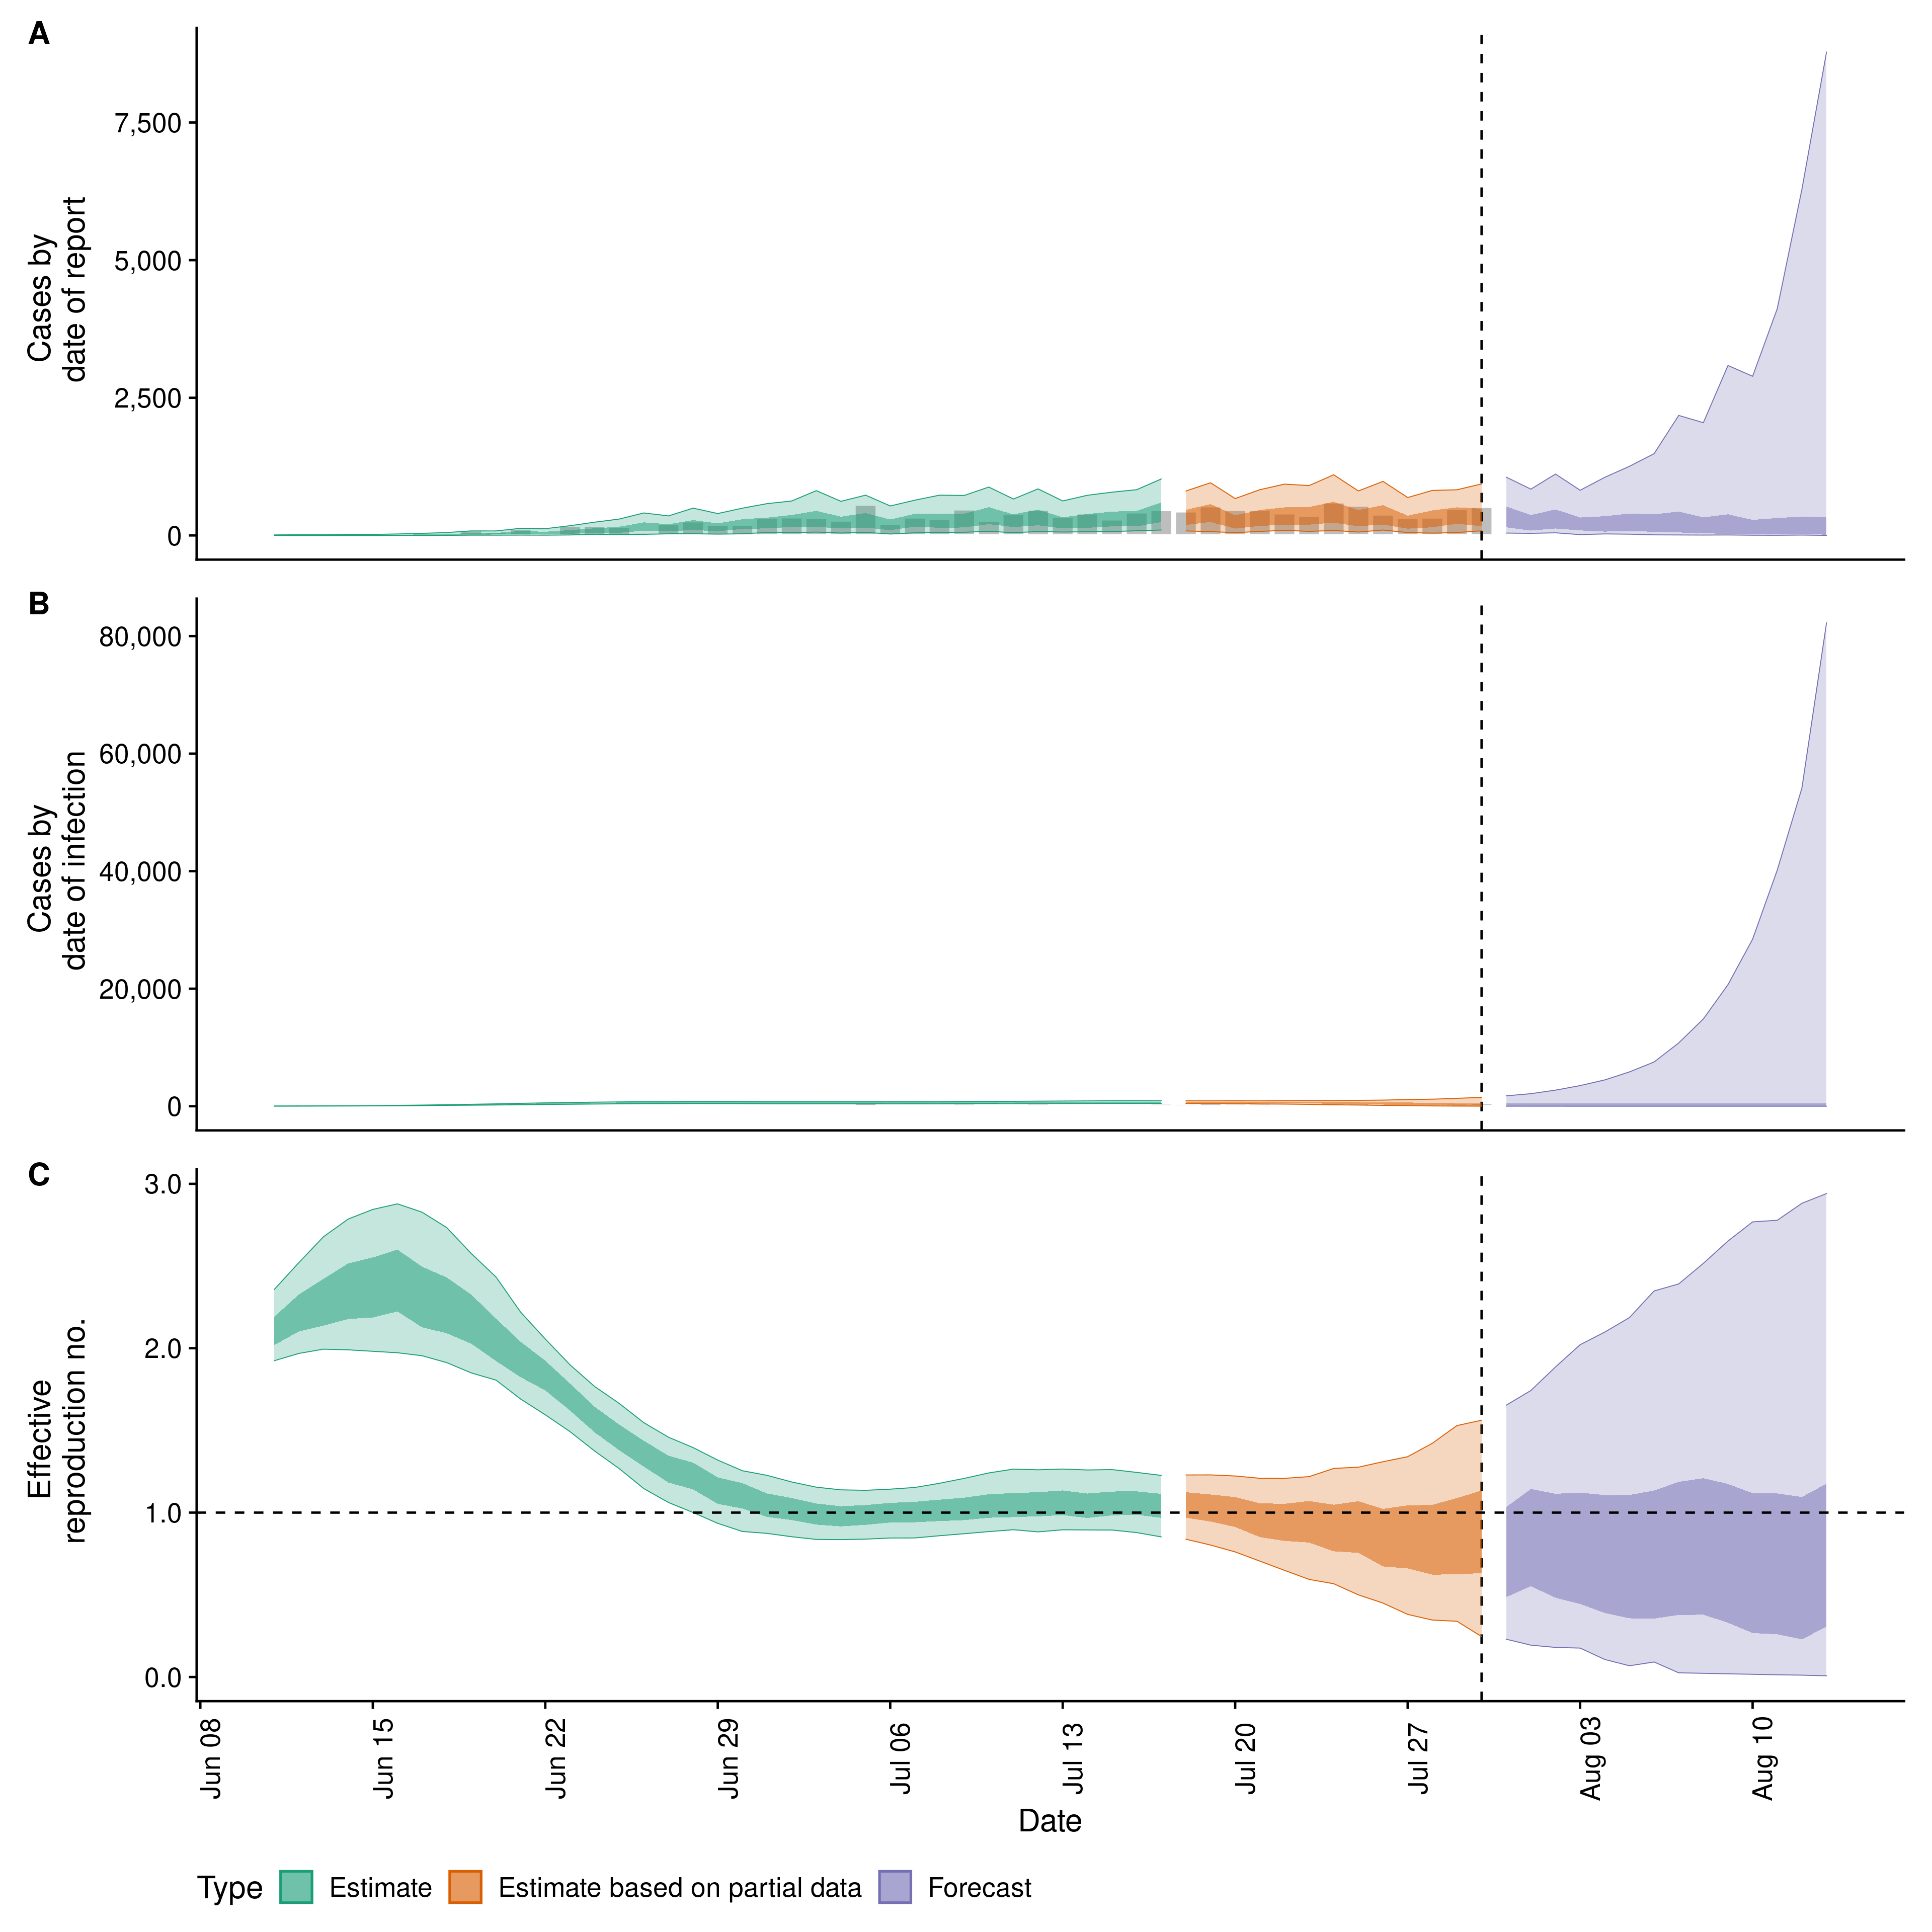 A
Cases by
date of report
7,500
5,000
2,500
0
B
Cases by
date of infection
80,000
60,000
40,000
20,000
0
C
Effective
reproduction no.
3.0
2.0
1.0
0.0
Jun 08
Jun 15
Jun 22
Jun 29
Jul 06
Jul 13
Jul 20
Jul 27
Aug 03
Aug 10
Date
Type
Estimate
Estimate based on partial data
Forecast